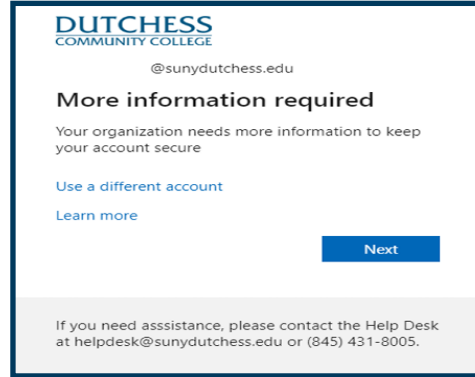 DUTCHESS
COMMUNITY COLLEGE
@sunydutchess.edu
More information required
Your organization needs more information to keep
your account secure
Use a different account
Learn more
Next
If you need asssistance, please contact the Help Desk
at helpdesk@sunydutchess.edu or (845) 431-8005.